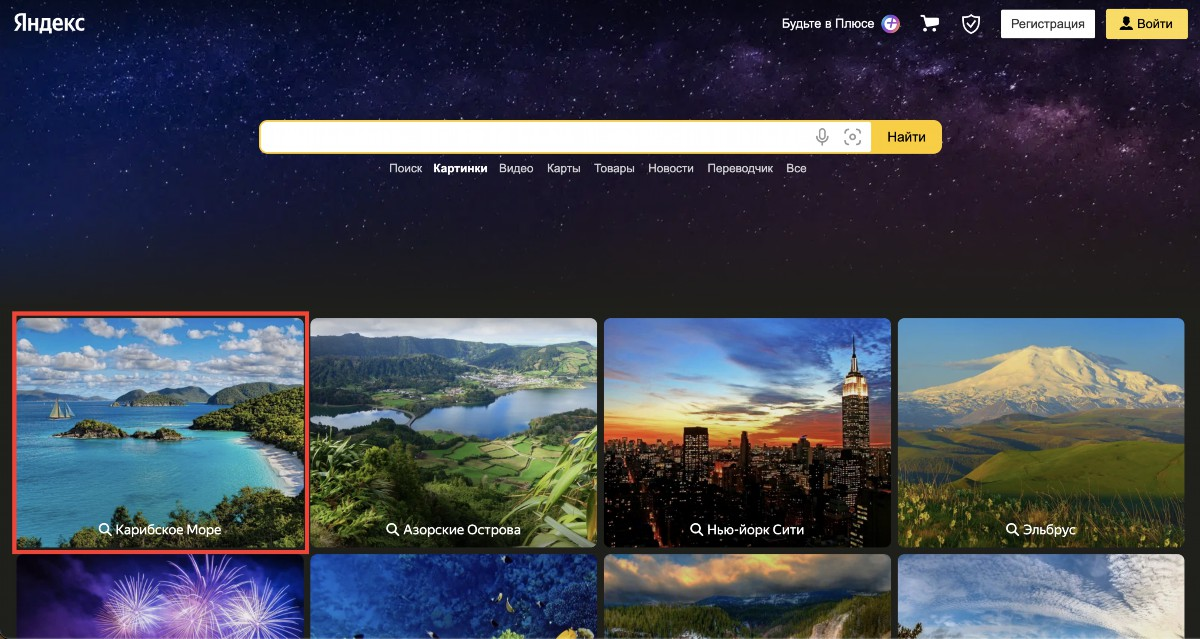 Яндекс
Будьте в Плюсе
Регистрация
Войти
Найти
Поиск Картинки Видео Карты Товары Новости Переводчик Все
Карибское Море
Азорские Острова
Нью-йорк Сити
Эльбрус